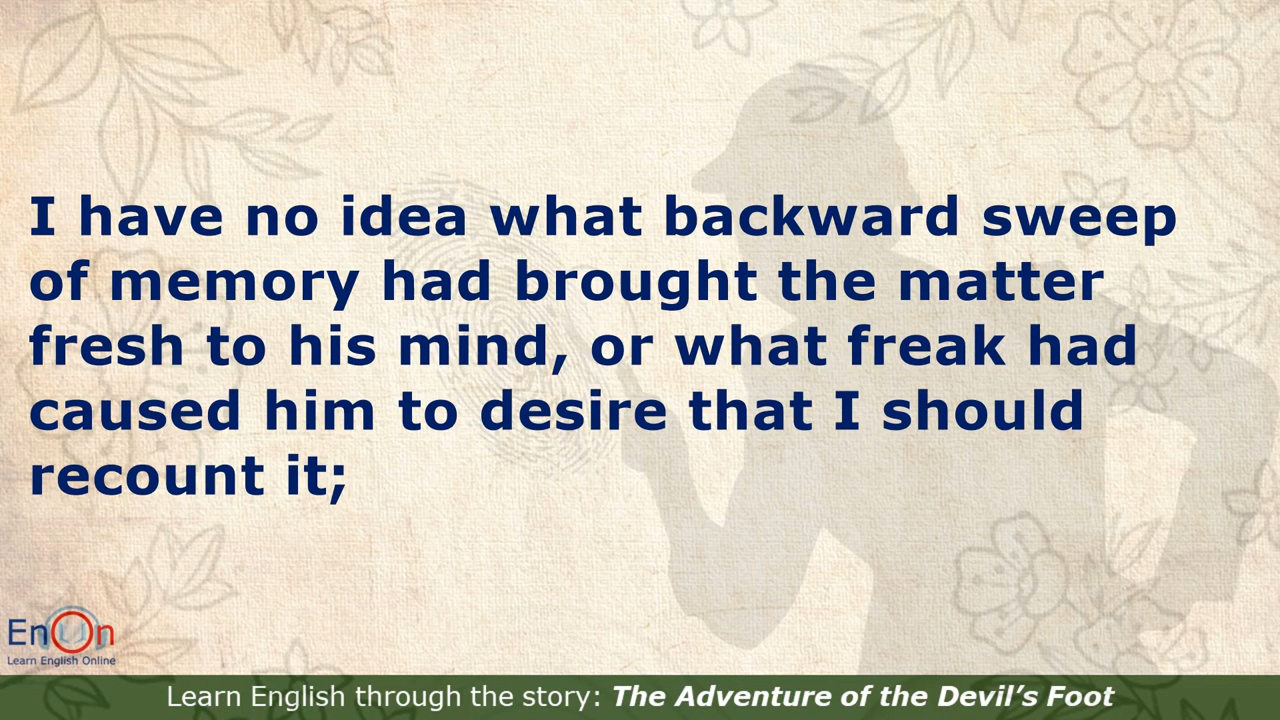 I have no idea what backward sweep
of memory had brought the matter
fresh to his mind, or what freak had
caused him to desire that I should
recount it;
EnOn
Learn English Online
Learn English through the story: The Adventure of the Devil’s Foot